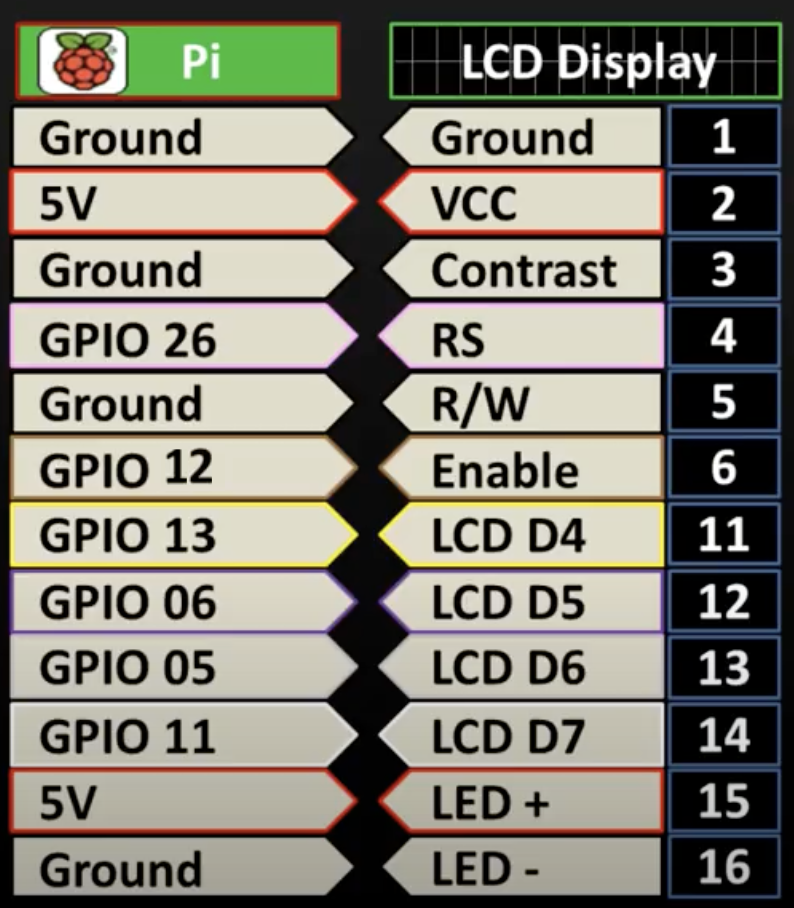 Pi LCD Display
Ground Ground 1
5V VCC 2
Ground Contrast 3
GPIO 26 RS 4
Ground R/W 5
GPIO 12 Enable 6
GPIO 13 LCD D4 11
GPIO 06 LCD D5 12
GPIO 05 LCD D6 13
GPIO 11 LCD D7 14
5V LED + 15
Ground LED - 16